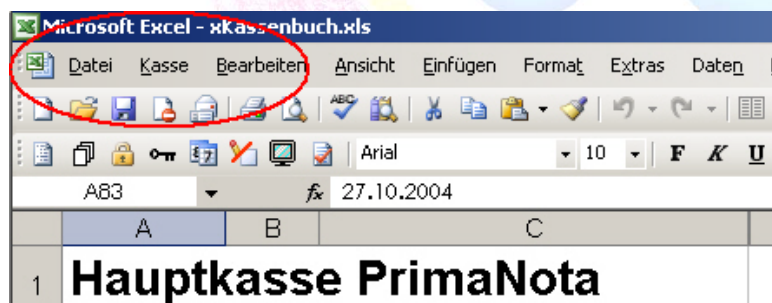 Microsoft Excel - xKassenbuch.xls
Datei Kasse Bearbeiten Ansicht Einfügen Format Extras Daten
ABC
Arial 10 F K U
A83 fx 27.10.2004
A B C
1 Hauptkasse PrimaNota